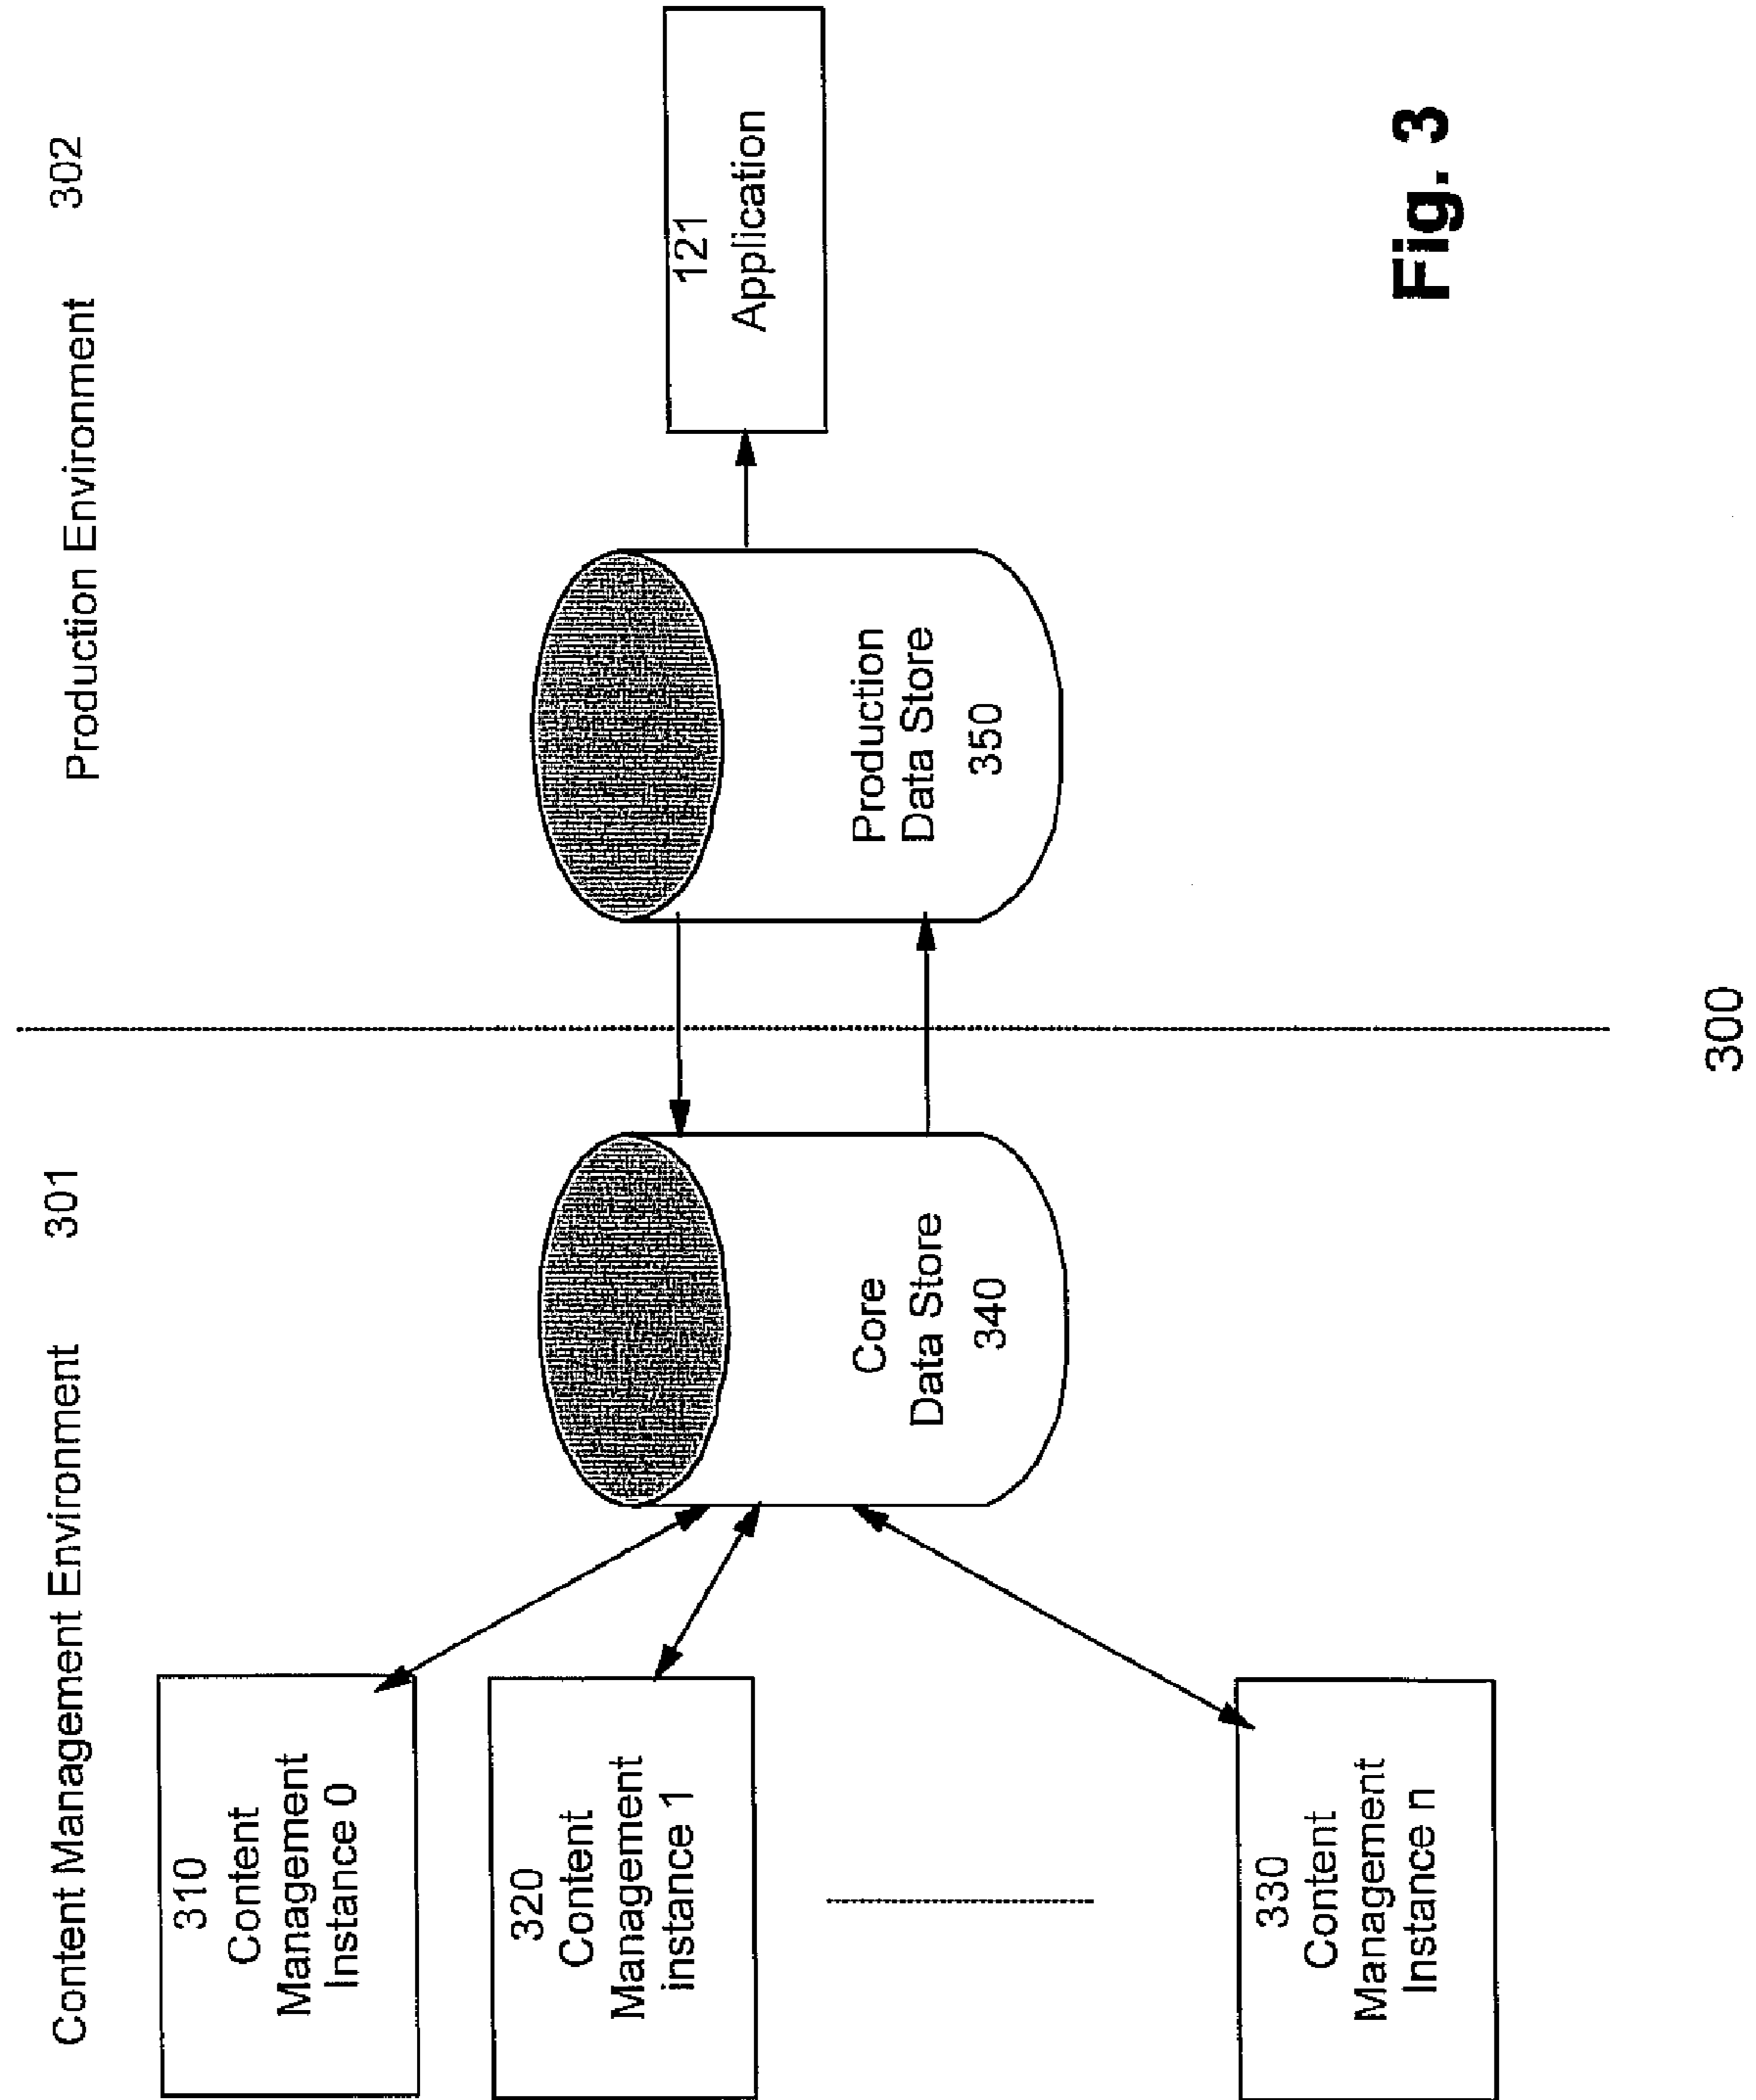 Content Management Environment 301
Production Environment 302
310
Content
Management
Instance 0
320
Content
Management
instance 1
330
Content
Management
Instance n
Core
Data Store
340
Production
Data Store
350
121
Application
300
Fig. 3